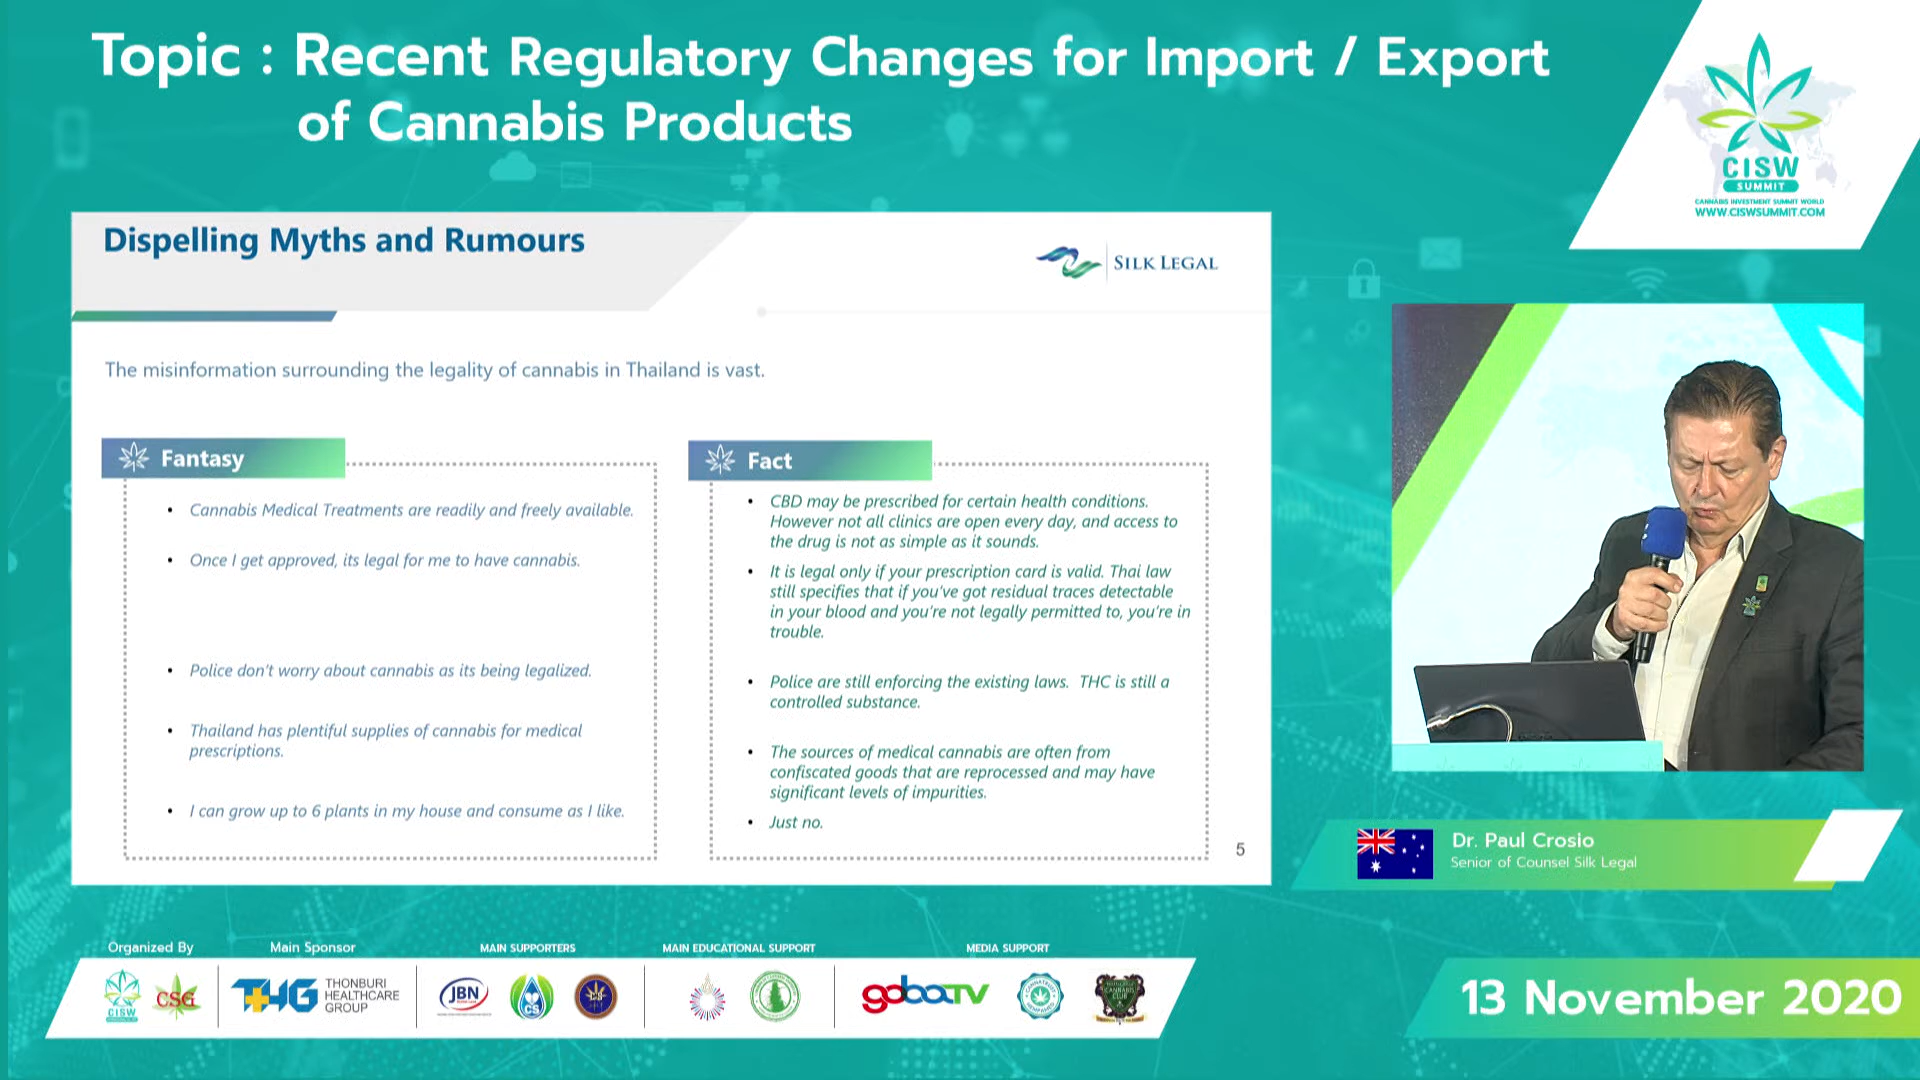 Topic : Recent Regulatory Changes for Import / Export
of Cannabis Products
CISW
SUMMIT
CANNABIS INVESTMENT SUMMIT WORLD
WWW.CISWSUMMIT.COM
Dispelling Myths and Rumours
SILK LEGAL
The misinformation surrounding the legality of cannabis in Thailand is vast.
Fantasy
• Cannabis Medical Treatments are readily and freely available.
• Once I get approved, its legal for me to have cannabis.
• Police don't worry about cannabis as its being legalized.
• Thailand has plentiful supplies of cannabis for medical
prescriptions.
• I can grow up to 6 plants in my house and consume as I like.
Fact
• CBD may be prescribed for certain health conditions.
However not all clinics are open every day, and access to
the drug is not as simple as it sounds.
• It is legal only if your prescription card is valid. Thai law
still specifies that if you've got residual traces detectable
in your blood and you're not legally permitted to, you're in
trouble.
• Police are still enforcing the existing laws. THC is still a
controlled substance.
• The sources of medical cannabis are often from
confiscated goods that are reprocessed and may have
significant levels of impurities.
• Just no.
5
Dr. Paul Crosio
Senior of Counsel Silk Legal
Organized By
Main Sponsor
MAIN SUPPORTERS
MAIN EDUCATIONAL SUPPORT
MEDIA SUPPORT
CISW
CSG
THG
THONBURI
HEALTHCARE
GROUP
JBN
CS
gobaTV
CANNABIS
CLUB
13 November 2020